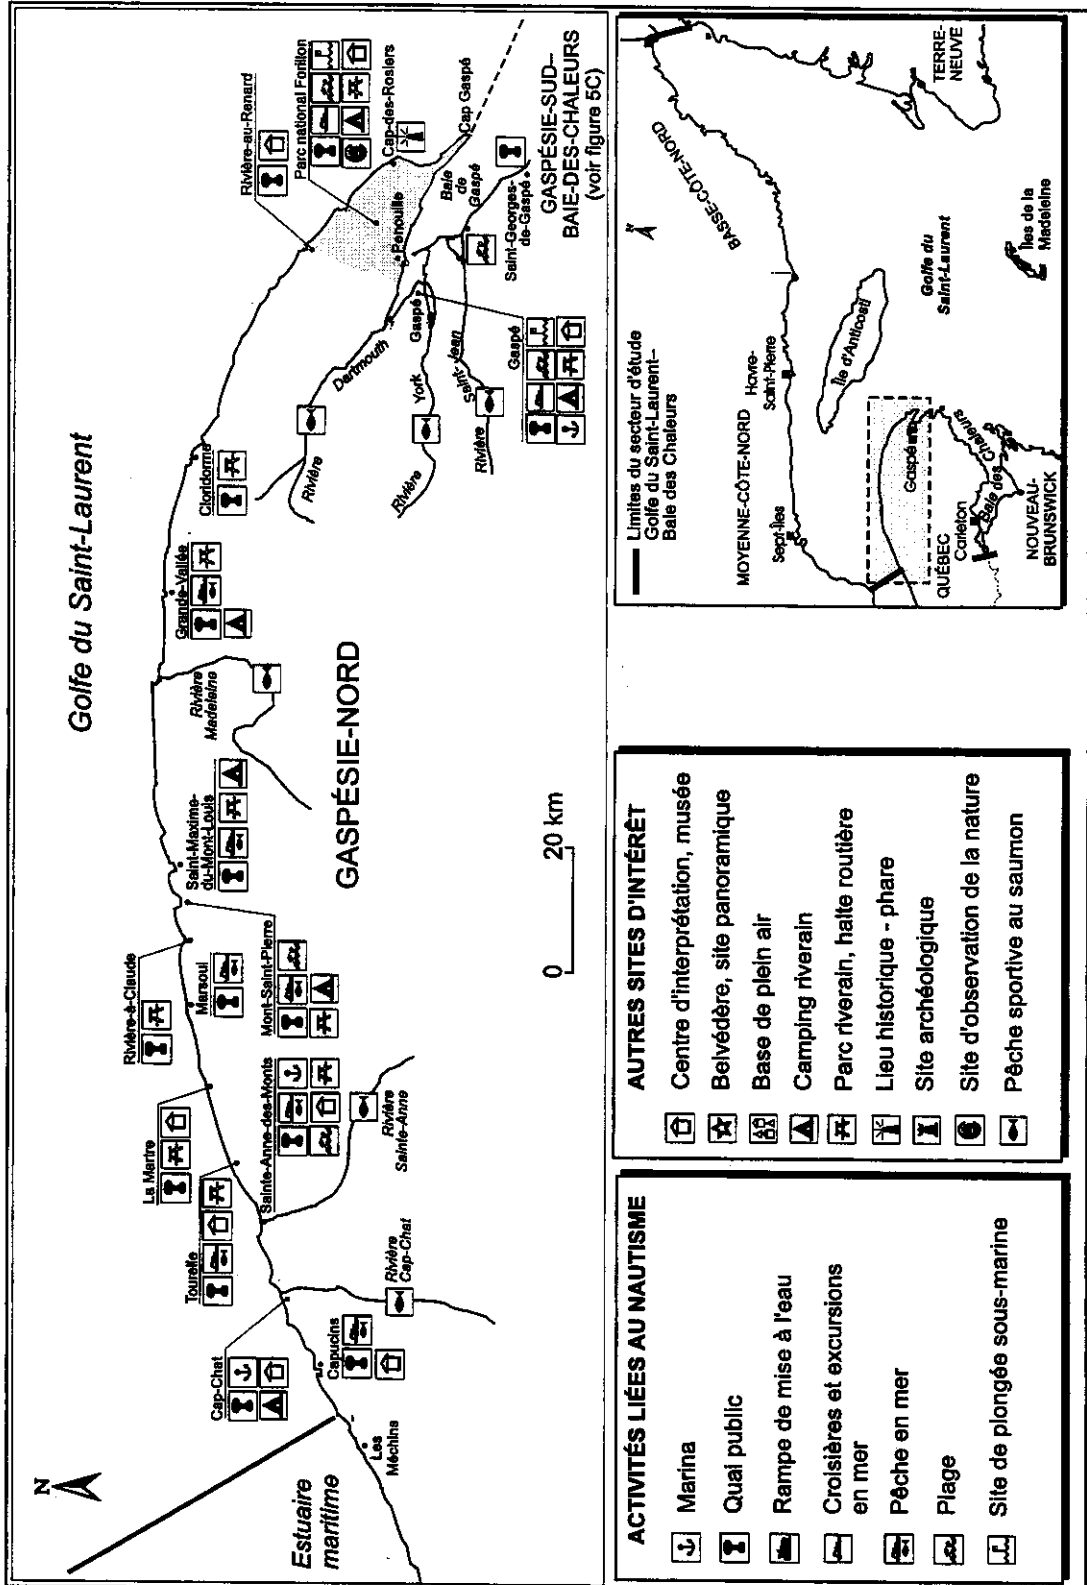 Golfe du Saint-Laurent
N
Estuaire
maritime
Les
Méchins
Capucins
Cap-Chat
Rivière
Cap-Chat
Tourelle
La Martre
Sainte-Anne-des-Monts
Rivière
Sainte-Anne
Rivière-à-Claude
Marsoui
Mont-Saint-Pierre
Saint-Maxime-
du-Mont-Louis
Rivière
Madeleine
GASPÉSIE-NORD
Grande-Vallée
Cloridorme
Rivière-au-Renard
Parc national Forillon
Cap-des-Rosiers
Cap Gaspé
Penouille
Baie
de
Gaspé
Gaspé
Rivière
Dartmouth
Rivière
York
Rivière
Saint-Jean
Gaspé
Saint-Georges-
de-Gaspé
GASPÉSIE-SUD–
BAIE-DES-CHALEURS
(voir figure 5C)
0
20 km
ACTIVITÉS LIÉES AU NAUTISME
Marina
Quai public
Rampe de mise à l'eau
Croisières et excursions
en mer
Pêche en mer
Plage
Site de plongée sous-marine
AUTRES SITES D'INTÉRÊT
Centre d'interprétation, musée
Belvédère, site panoramique
Base de plein air
Camping riverain
Parc riverain, halte routière
Lieu historique - phare
Site archéologique
Site d'observation de la nature
Pêche sportive au saumon
Limites du secteur d'étude
Golfe du Saint-Laurent–
Baie des Chaleurs
MOYENNE-CÔTE-NORD
Sept-Îles
Havre-
Saint-Pierre
BASSE-CÔTE-NORD
Île d'Anticosti
Golfe du
Saint-Laurent
TERRE-
NEUVE
Îles de la
Madeleine
QUÉBEC
Gaspésie
Carleton
Baie des Chaleurs
NOUVEAU-
BRUNSWICK